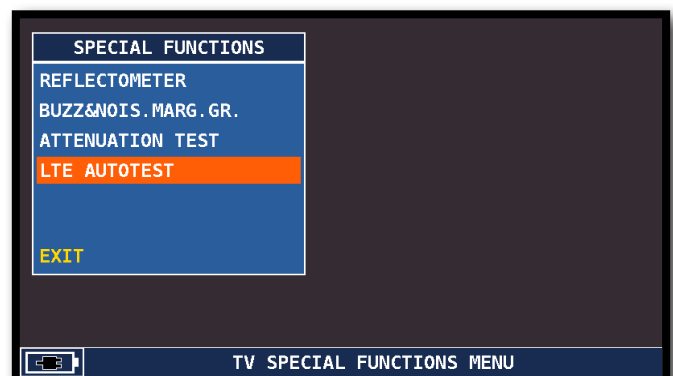 SPECIAL FUNCTIONS
REFLECTOMETER
BUZZ&NOIS.MARG.GR.
ATTENUATION TEST
LTE AUTOTEST
EXIT
TV SPECIAL FUNCTIONS MENU